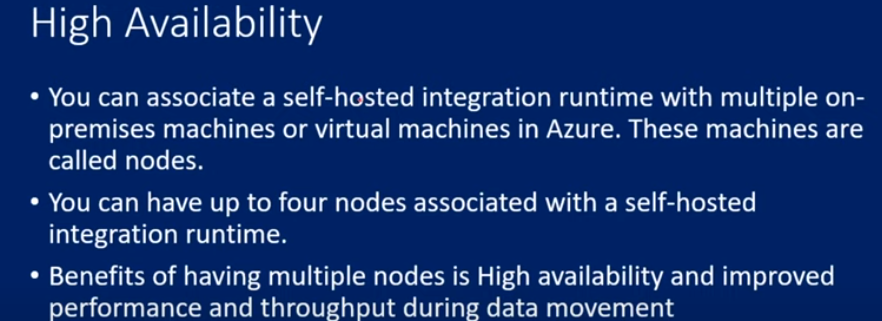 High Availability
• You can associate a self-hosted integration runtime with multiple on-
premises machines or virtual machines in Azure. These machines are
called nodes.
• You can have up to four nodes associated with a self-hosted
integration runtime.
• Benefits of having multiple nodes is High availability and improved
performance and throughput during data movement